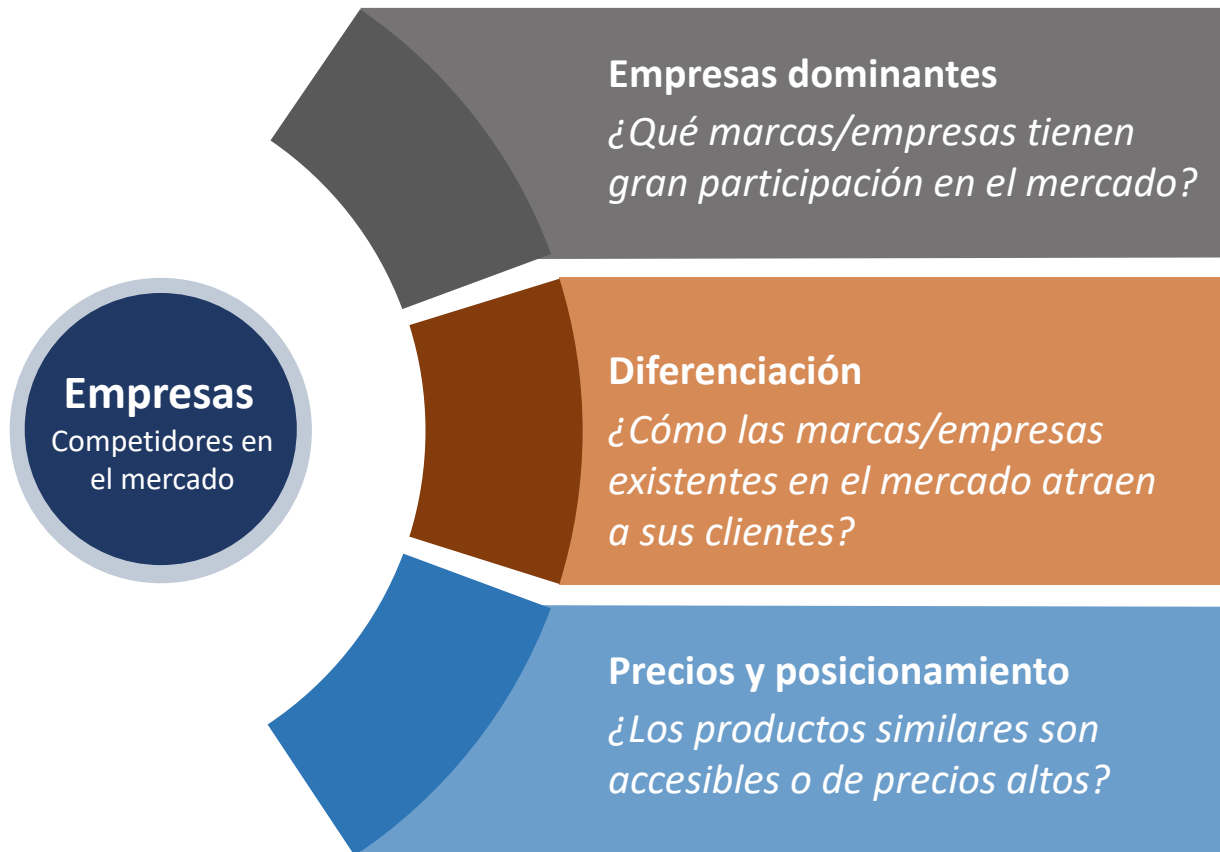 Empresas dominantes
¿Qué marcas/empresas tienen
gran participación en el mercado?
Empresas
Competidores en
el mercado
Diferenciación
¿Cómo las marcas/empresas
existentes en el mercado atraen
a sus clientes?
Precios y posicionamiento
¿Los productos similares son
accesibles o de precios altos?